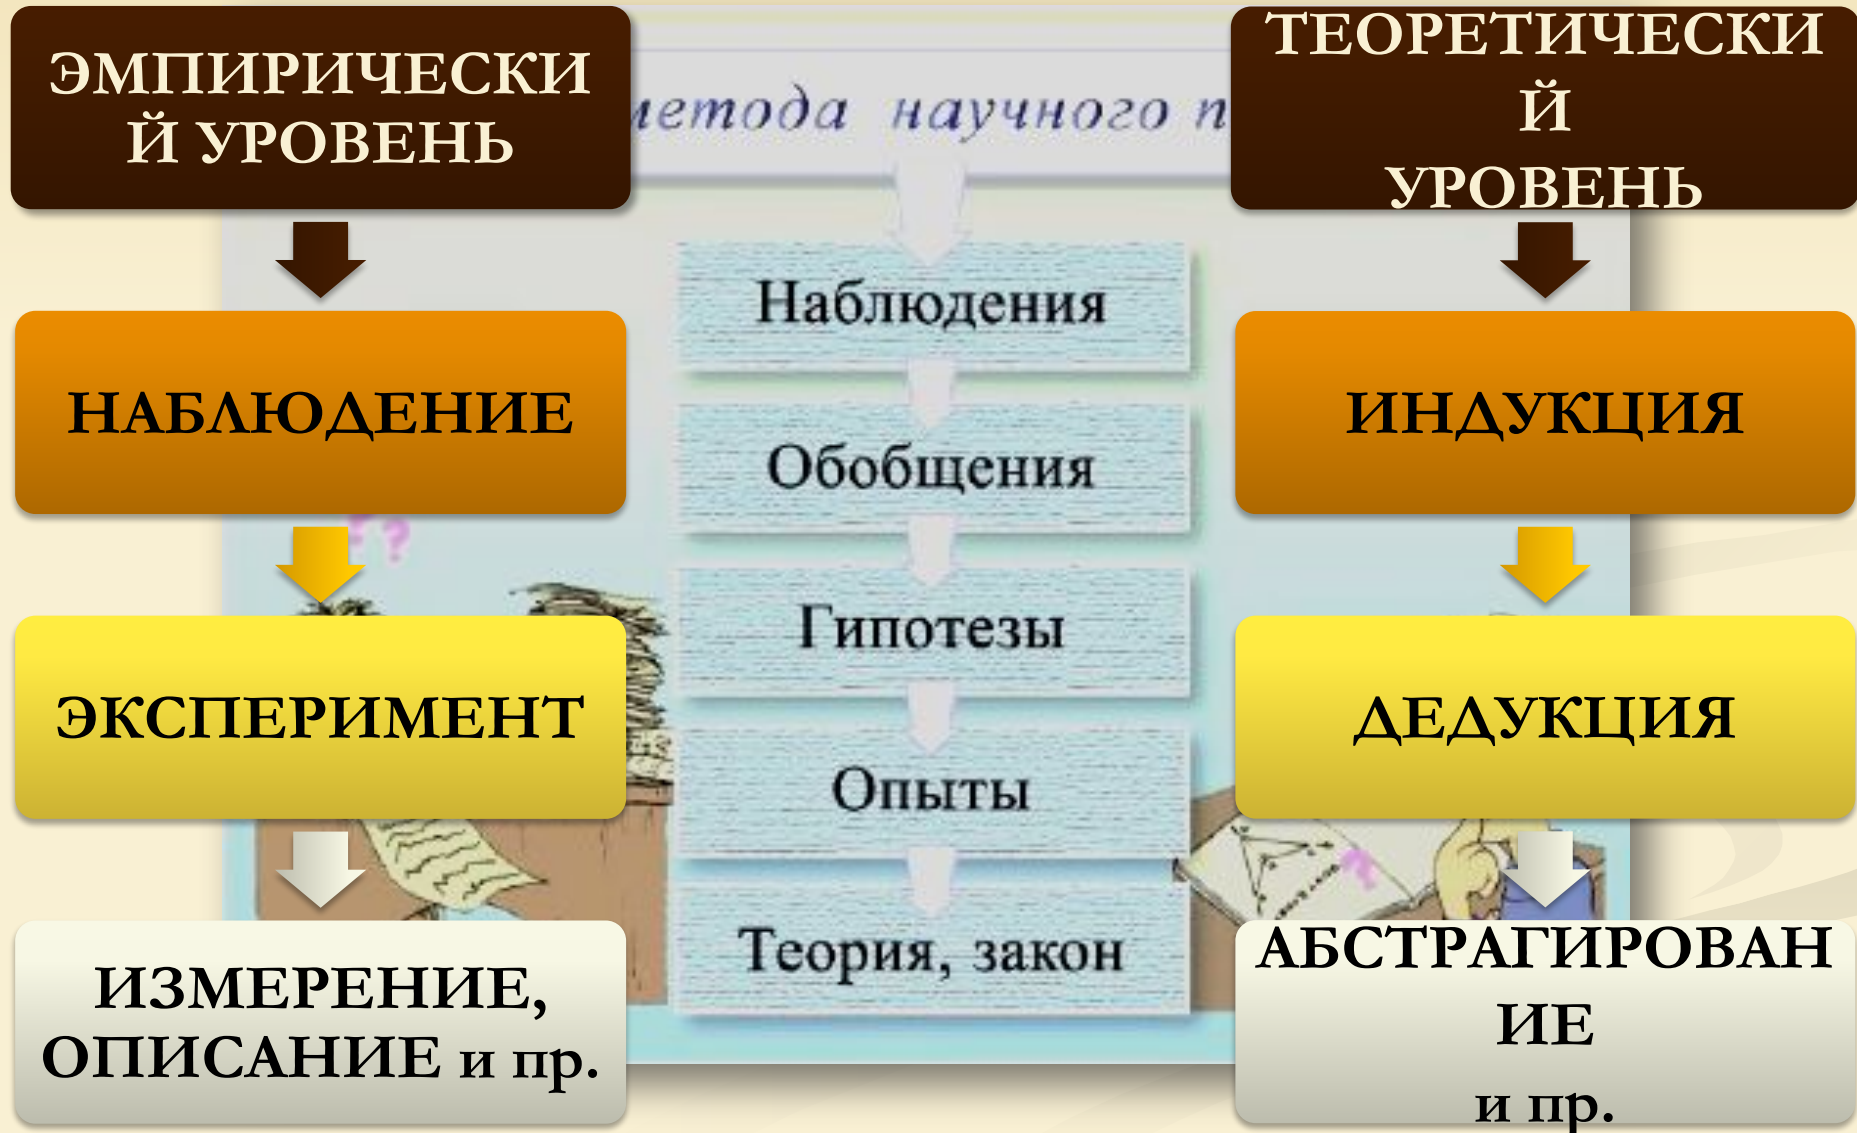 ЭМПИРИЧЕСКИ
Й УРОВЕНЬ
НАБЛЮДЕНИЕ
ЭКСПЕРИМЕНТ
ИЗМЕРЕНИЕ,
ОПИСАНИЕ и пр.
метода научного п
Наблюдения
Обобщения
Гипотезы
Опыты
Теория, закон
ТЕОРЕТИЧЕСКИ
Й
УРОВЕНЬ
ИНДУКЦИЯ
ДЕДУКЦИЯ
АБСТРАГИРОВАН
ИЕ
и пр.
? ?
?